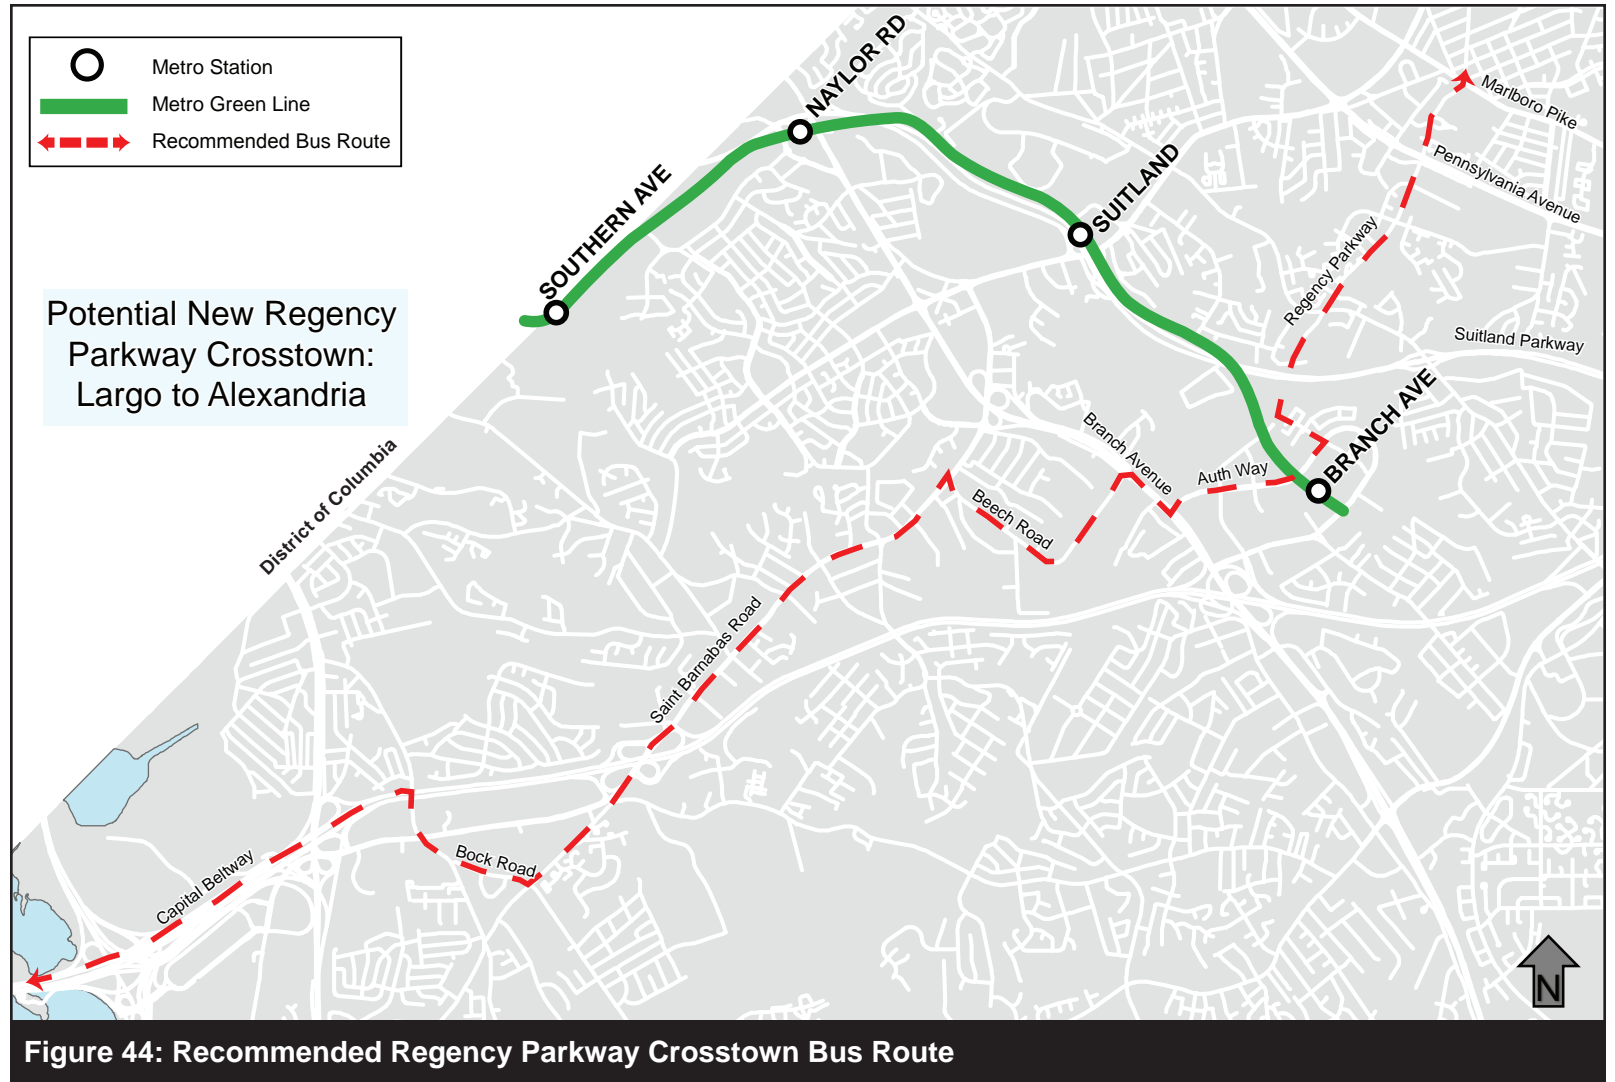 Metro Station
Metro Green Line
Recommended Bus Route
Potential New Regency
Parkway Crosstown:
Largo to Alexandria
NAYLOR RD
SOUTHERN AVE
SUITLAND
BRANCH AVE
Marlboro Pike
Pennsylvania Avenue
Regency Parkway
Suitland Parkway
Branch Avenue
Auth Way
Beech Road
District of Columbia
Saint Barnabas Road
Bock Road
Capital Beltway
N
Figure 44: Recommended Regency Parkway Crosstown Bus Route